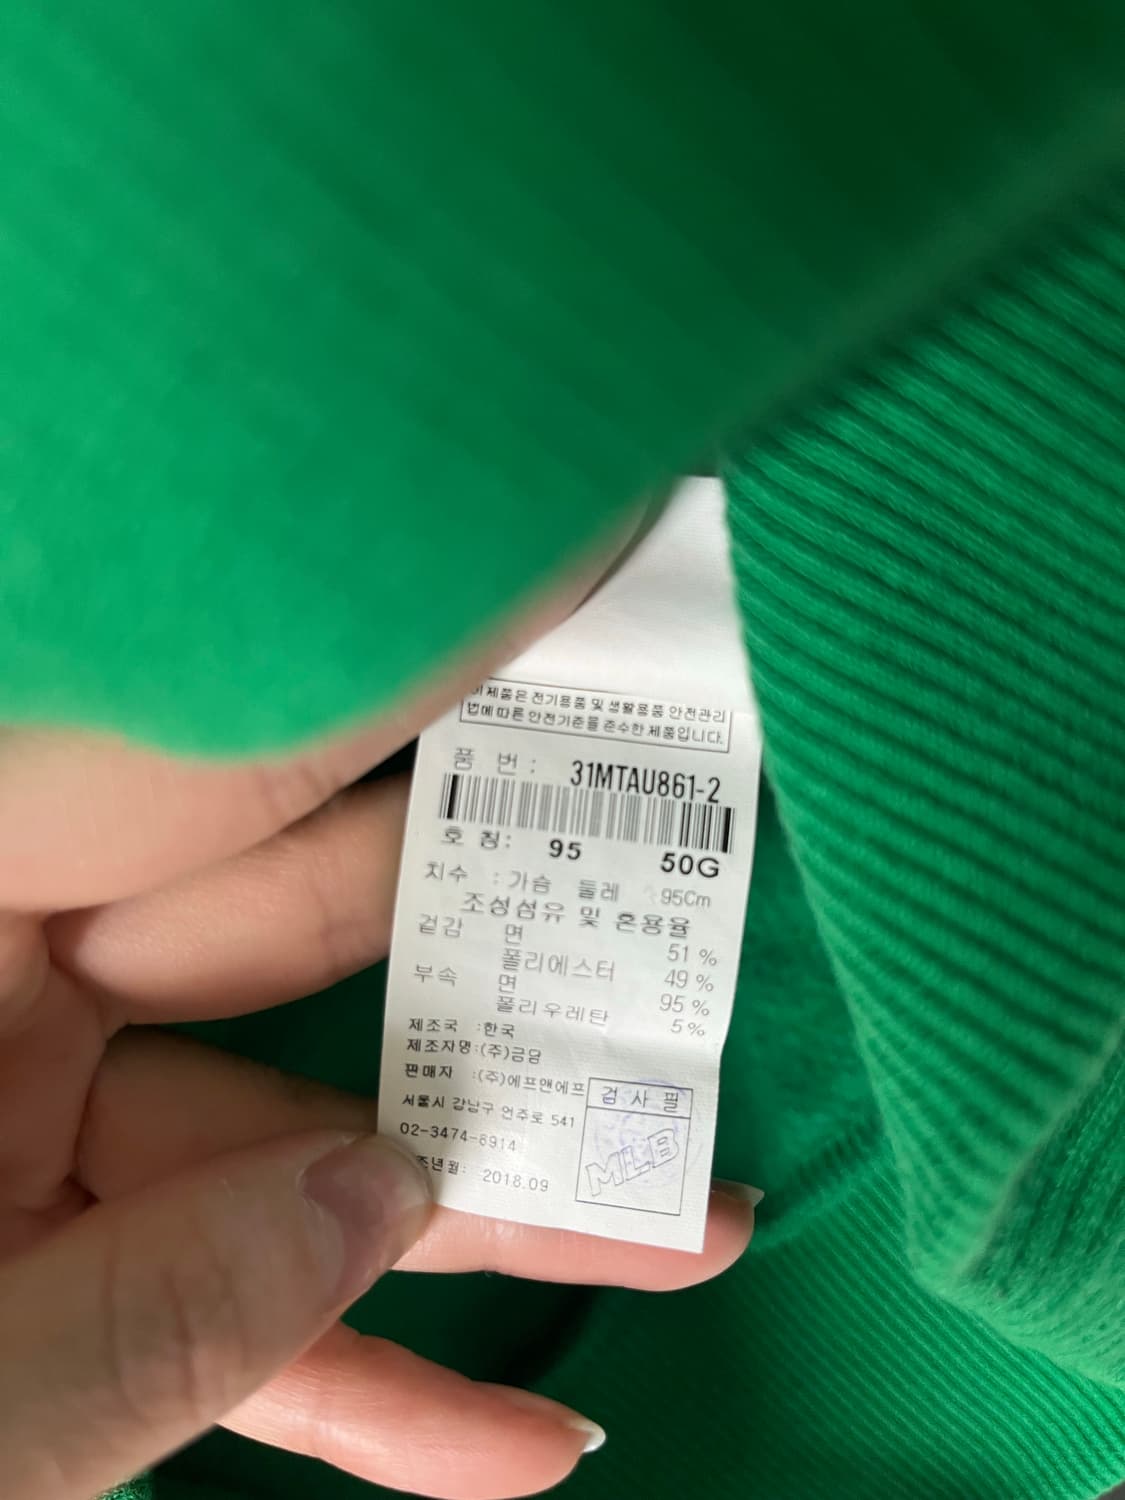 이 제품은 전기용품 및 생활용품 안전관리
법에 따른 안전기준을 준수한 제품입니다.
품 번: 31MTAU861-2
호 칭: 95 50G
치수 : 가슴 둘레 95Cm
조성섬유 및 혼용율
겉감 면 51 %
폴리에스터 49 %
부속 면 95 %
폴리우레탄 5 %
제조국 :한국
제조자명:(주)금담
판매자 :(주)에프앤에프
서울시 강남구 언주로 541
02-3474-6914
조년월: 2018.09
검 사 필
MLB